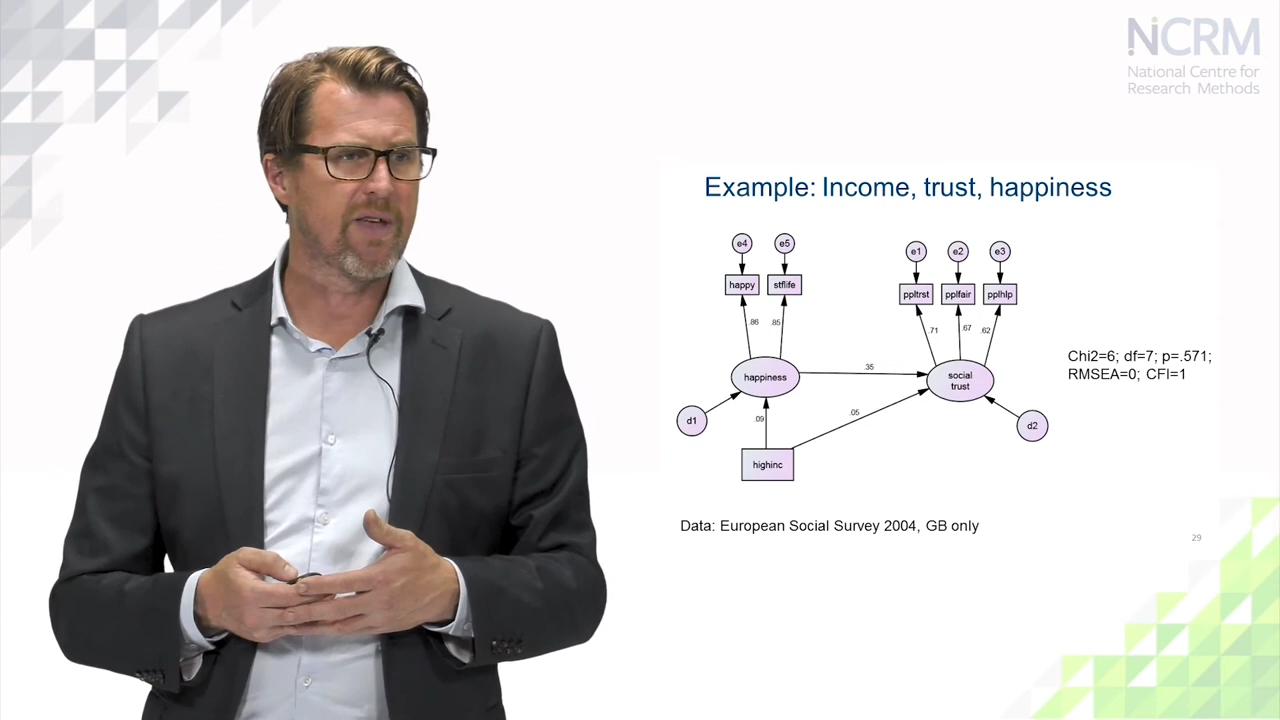 NCRM
National Centre for
Research Methods
Example: Income, trust, happiness
e4
e5
e1
e2
e3
happy
stflife
ppltrst
pplfair
pplhlp
.86
.85
.71
.67
.62
happiness
.35
social
trust
Chi2=6; df=7; p=.571;
RMSEA=0; CFI=1
d1
.09
.05
d2
highinc
Data: European Social Survey 2004, GB only
29